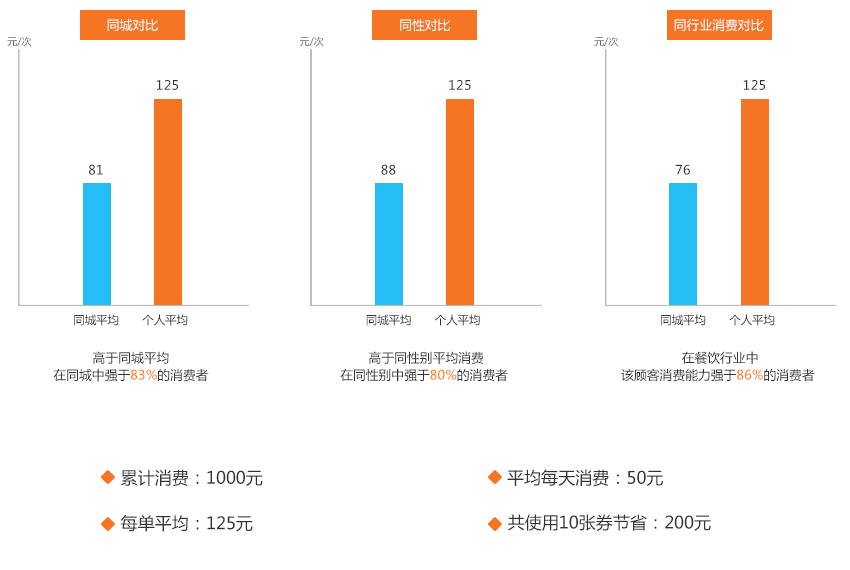 同城对比
元/次
125
81
同城平均
个人平均
高于同城平均
在同城中强于83%的消费者
同性对比
元/次
125
88
同城平均
个人平均
高于同性别平均消费
在同性别中强于80%的消费者
同行业消费对比
元/次
125
76
同城平均
个人平均
在餐饮行业中
该顾客消费能力强于86%的消费者
累计消费：1000元
平均每天消费：50元
每单平均：125元
共使用10张券节省：200元